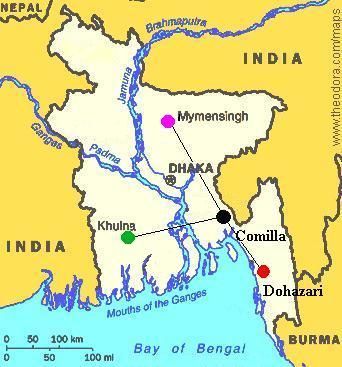 NEPAL
Brahmaputra
INDIA
www.theodora.com/maps
Jamuna
Mymensingh
Ganges
Padma
DHAKA
Khulna
Comilla
INDIA
Dohazari
Mouths of the Ganges
0 50 100 km
0 50 100 mi
Bay of Bengal
BURMA